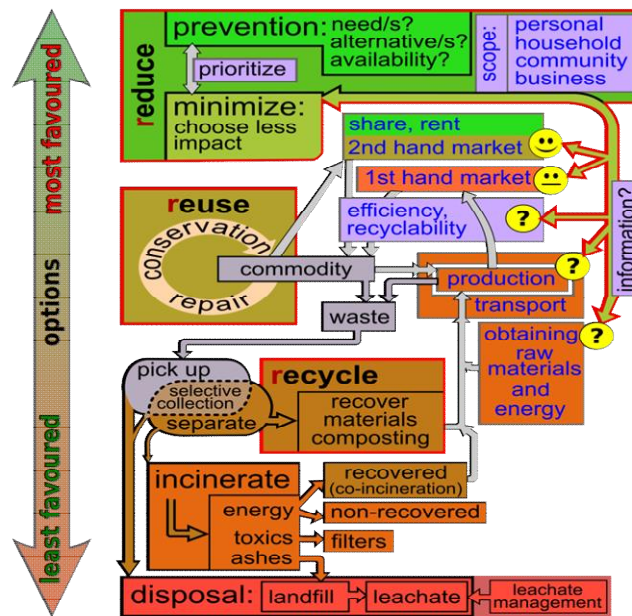 most favoured
options
least favoured
reduce
prevention:
need/s?
alternative/s?
availability?
scope:
personal
household
community
business
prioritize
minimize:
choose less
impact
share, rent
2nd hand market
1st hand market
efficiency,
recyclability
?
information?
reuse
conservation
repair
commodity
production
?
transport
waste
obtaining
raw
materials
and
energy
?
pick up
selective
collection
separate
recycle
recover
materials
composting
incinerate
energy
toxics
ashes
recovered
(co-incineration)
non-recovered
filters
disposal:
landfill
leachate
leachate
management